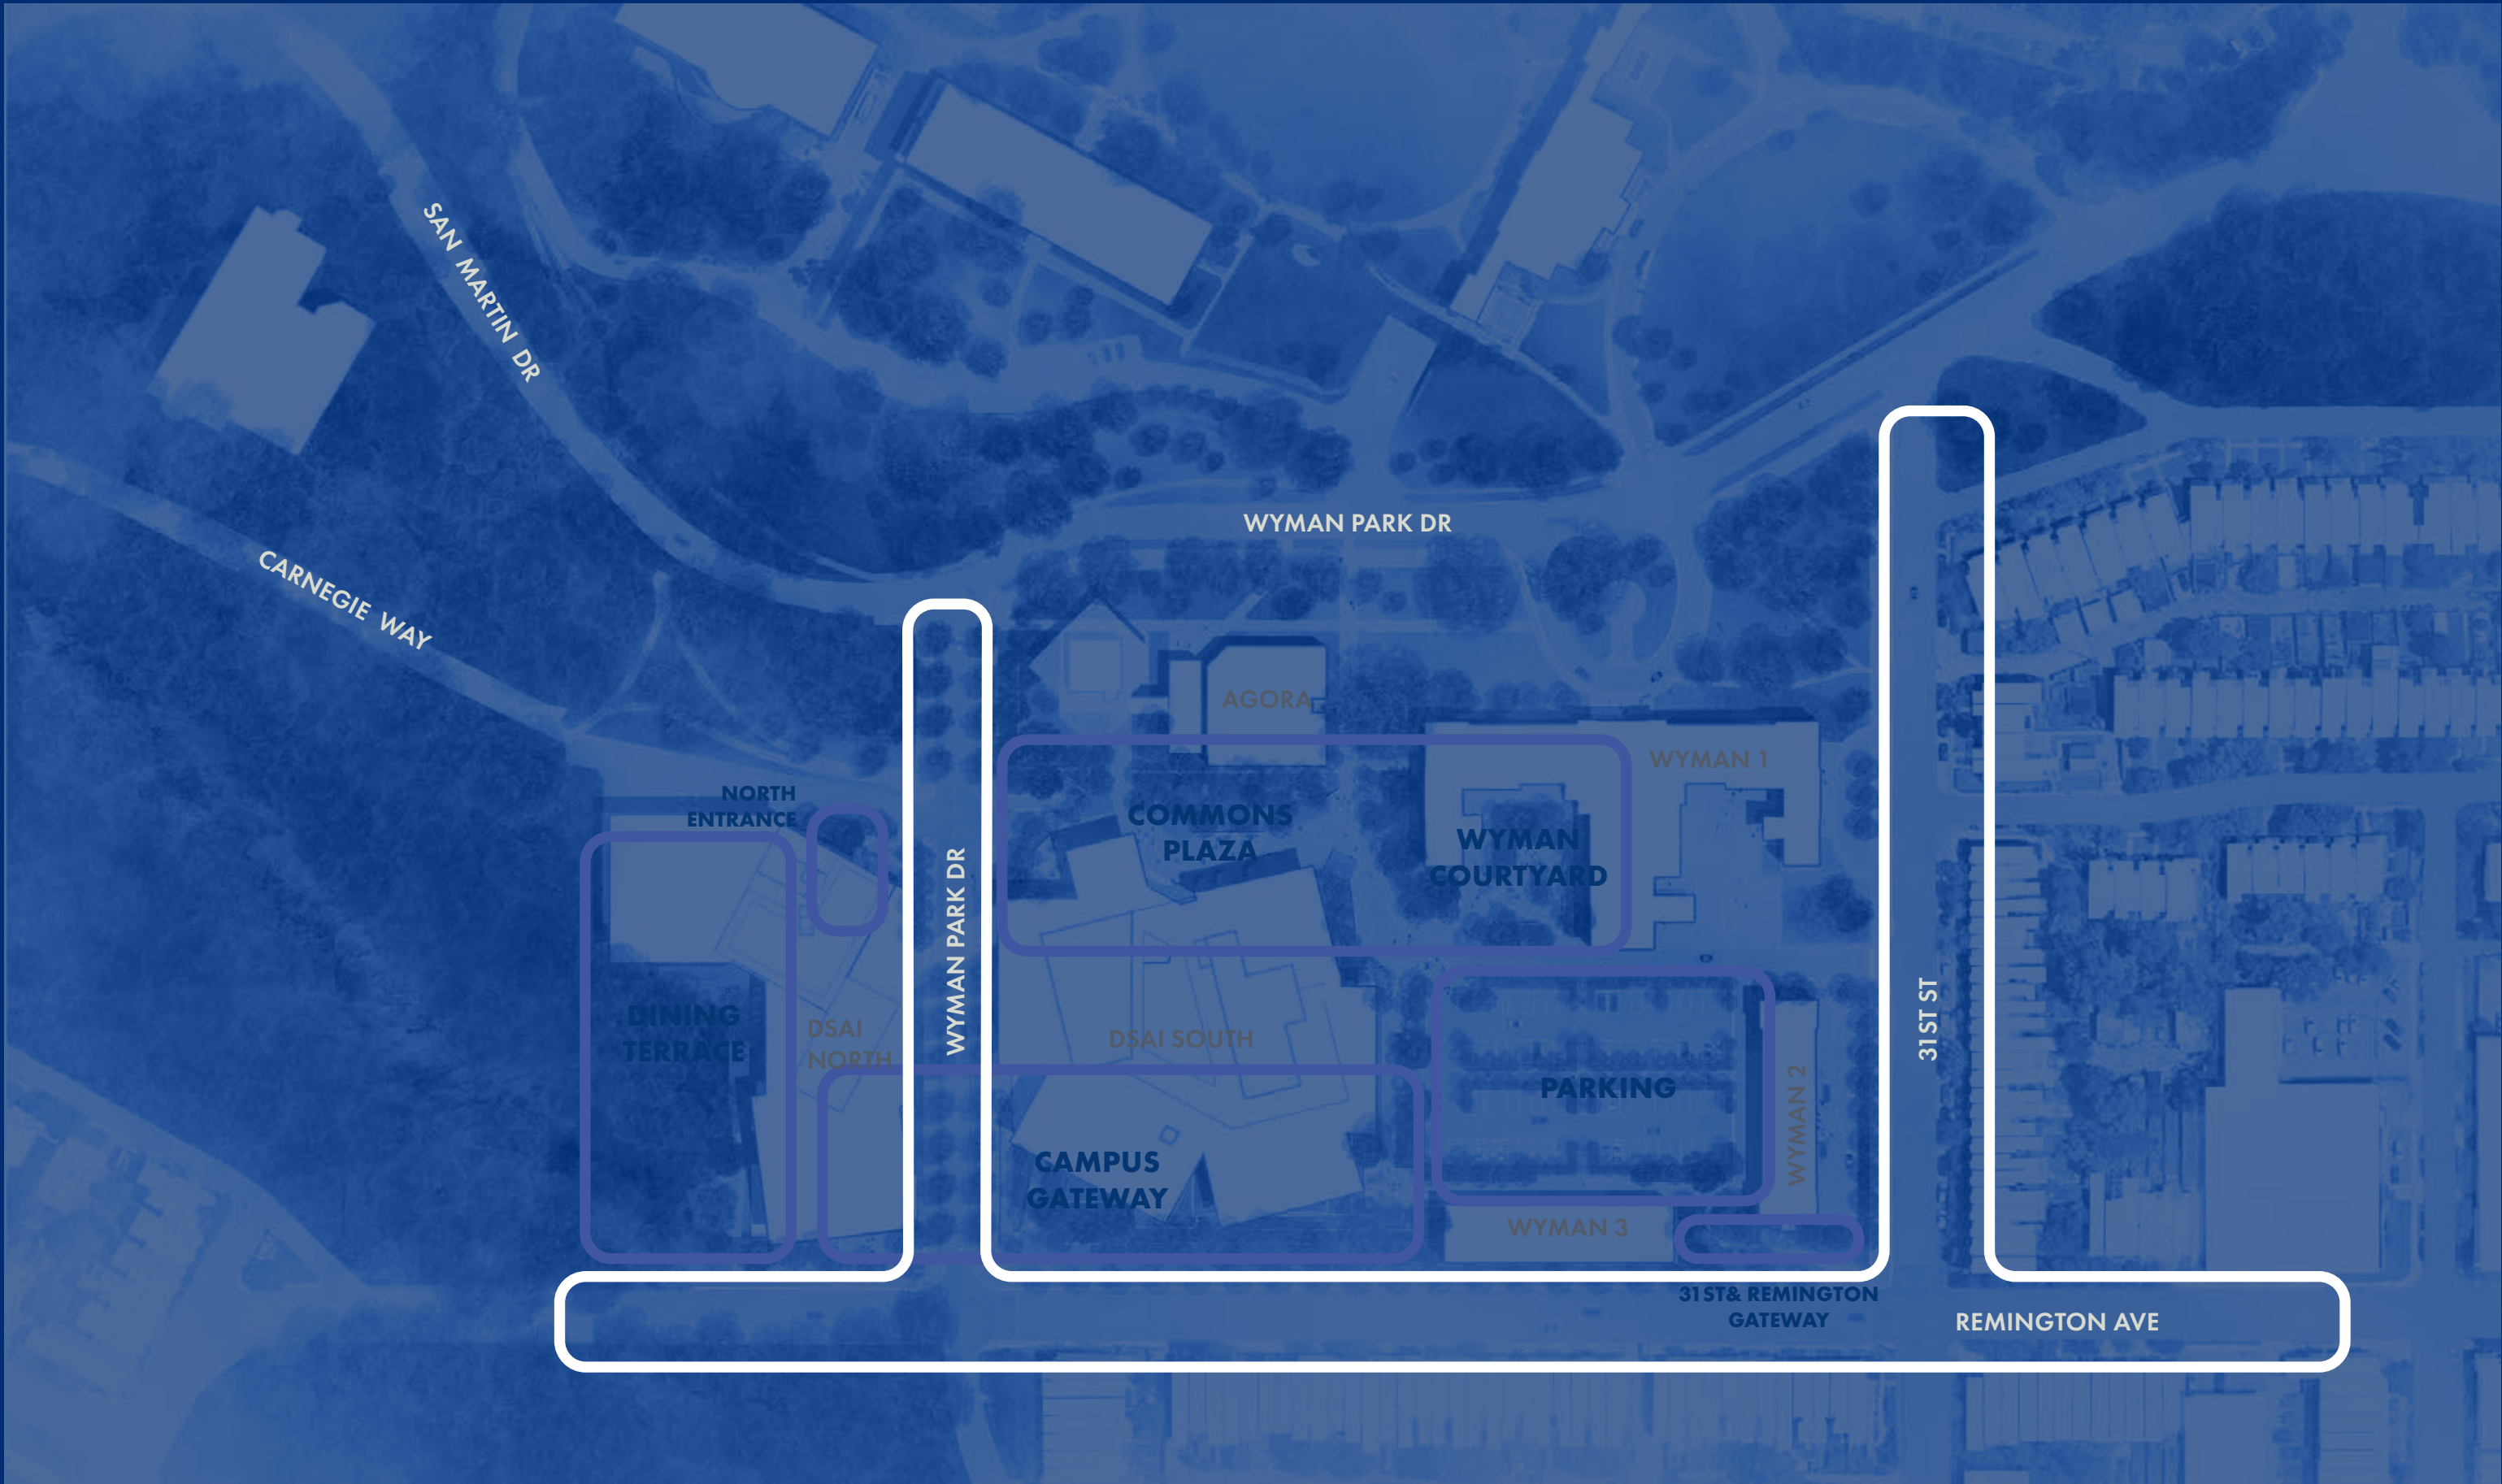 SAN MARTIN DR
WYMAN PARK DR
CARNEGIE WAY
AGORA
WYMAN 1
NORTH
ENTRANCE
COMMONS
PLAZA
WYMAN
COURTYARD
WYMAN PARK DR
DINING
TERRACE
DSAI
NORTH
DSAI SOUTH
31ST ST
PARKING
WYMAN 2
CAMPUS
GATEWAY
WYMAN 3
31ST& REMINGTON
GATEWAY
REMINGTON AVE